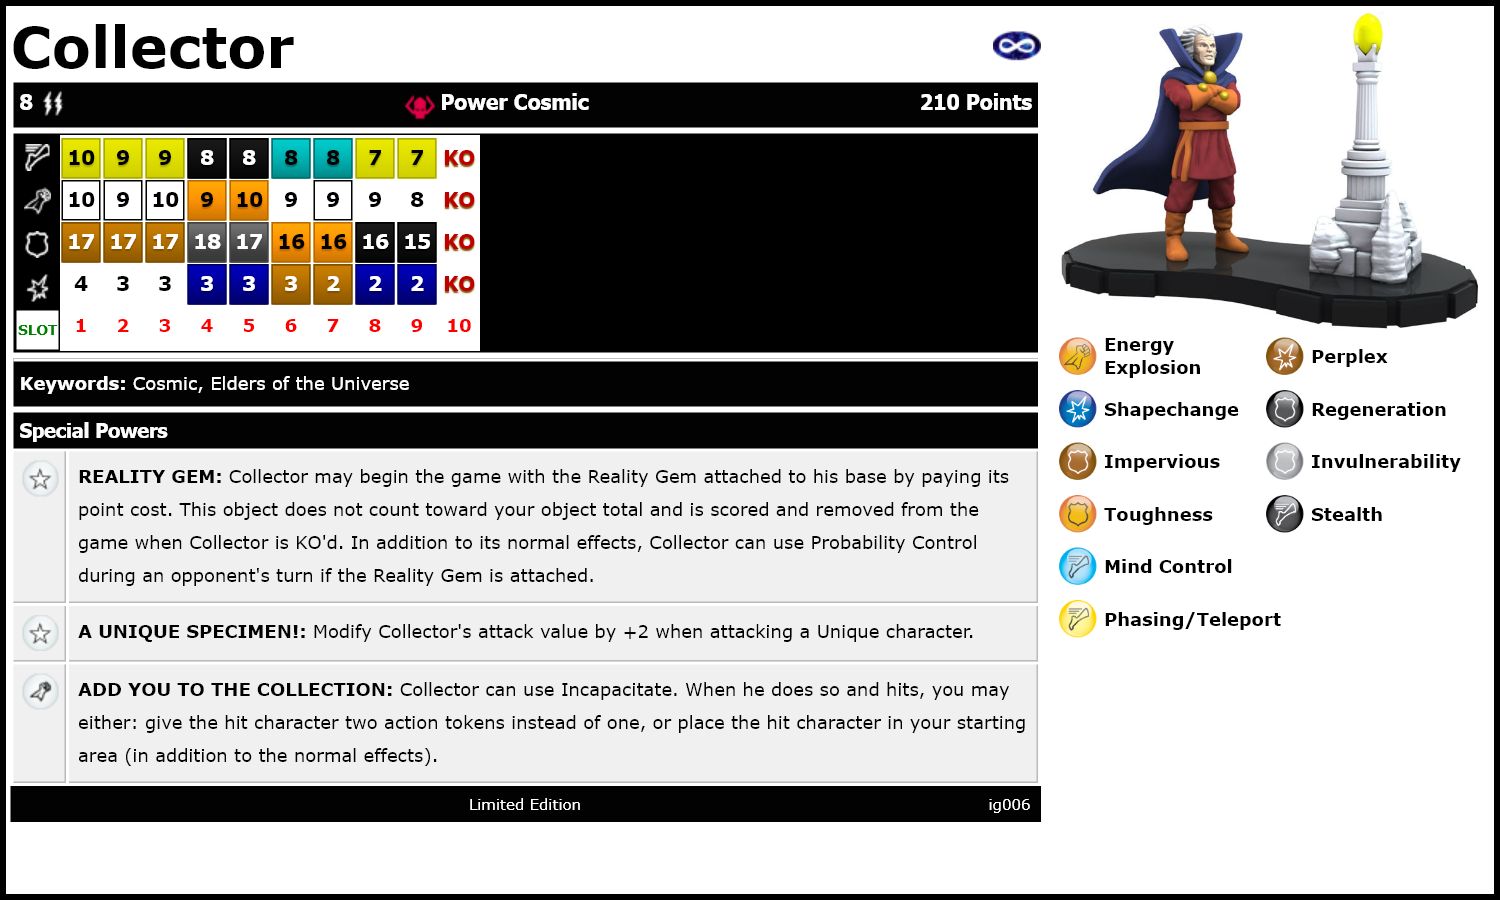 Collector
8 Power Cosmic 210 Points
10 9 9 8 8 8 8 7 7 KO
10 9 10 9 10 9 9 9 8 KO
17 17 17 18 17 16 16 16 15 KO
4 3 3 3 3 3 2 2 2 KO
SLOT 1 2 3 4 5 6 7 8 9 10
Keywords: Cosmic, Elders of the Universe
Special Powers
REALITY GEM: Collector may begin the game with the Reality Gem attached to his base by paying its
point cost. This object does not count toward your object total and is scored and removed from the
game when Collector is KO'd. In addition to its normal effects, Collector can use Probability Control
during an opponent's turn if the Reality Gem is attached.
A UNIQUE SPECIMEN!: Modify Collector's attack value by +2 when attacking a Unique character.
ADD YOU TO THE COLLECTION: Collector can use Incapacitate. When he does so and hits, you may
either: give the hit character two action tokens instead of one, or place the hit character in your starting
area (in addition to the normal effects).
Limited Edition ig006
Energy
Explosion
Perplex
Shapechange Regeneration
Impervious Invulnerability
Toughness Stealth
Mind Control
Phasing/Teleport